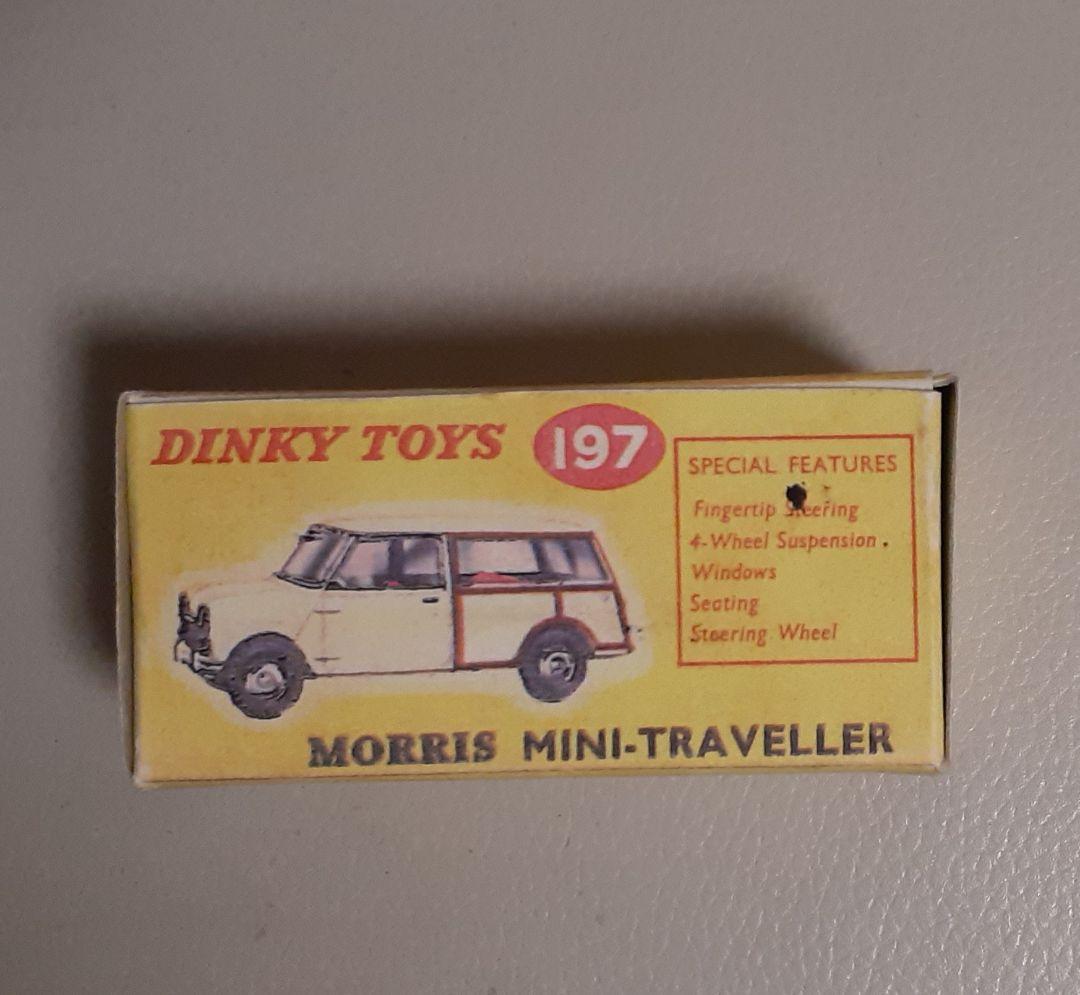 DINKY TOYS
197
SPECIAL FEATURES
Fingertip Steering
4-Wheel Suspension.
Windows
Seating
Steering Wheel
MORRIS MINI-TRAVELLER